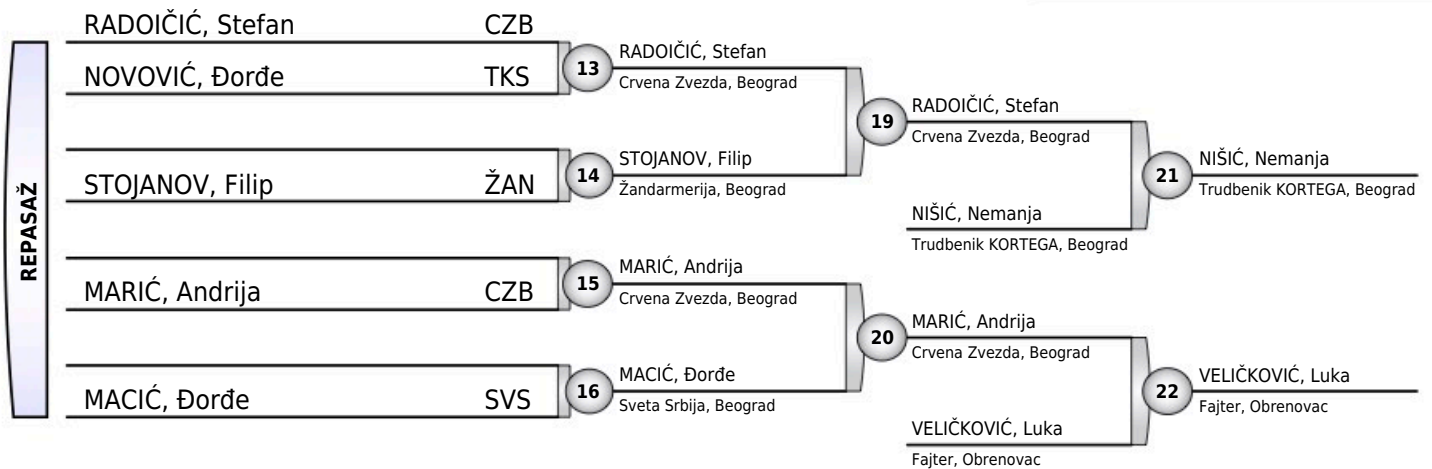 REPASAŽ
RADOIČIĆ, Stefan CZB
NOVOVIĆ, Đorđe TKS
STOJANOV, Filip ŽAN
MARIĆ, Andrija CZB
MACIĆ, Đorđe SVS
13
RADOIČIĆ, Stefan
Crvena Zvezda, Beograd
14
STOJANOV, Filip
Žandarmerija, Beograd
15
MARIĆ, Andrija
Crvena Zvezda, Beograd
16
MACIĆ, Đorđe
Sveta Srbija, Beograd
19
RADOIČIĆ, Stefan
Crvena Zvezda, Beograd
NIŠIĆ, Nemanja
Trudbenik KORTEGA, Beograd
20
MARIĆ, Andrija
Crvena Zvezda, Beograd
VELIČKOVIĆ, Luka
Fajter, Obrenovac
21
NIŠIĆ, Nemanja
Trudbenik KORTEGA, Beograd
22
VELIČKOVIĆ, Luka
Fajter, Obrenovac